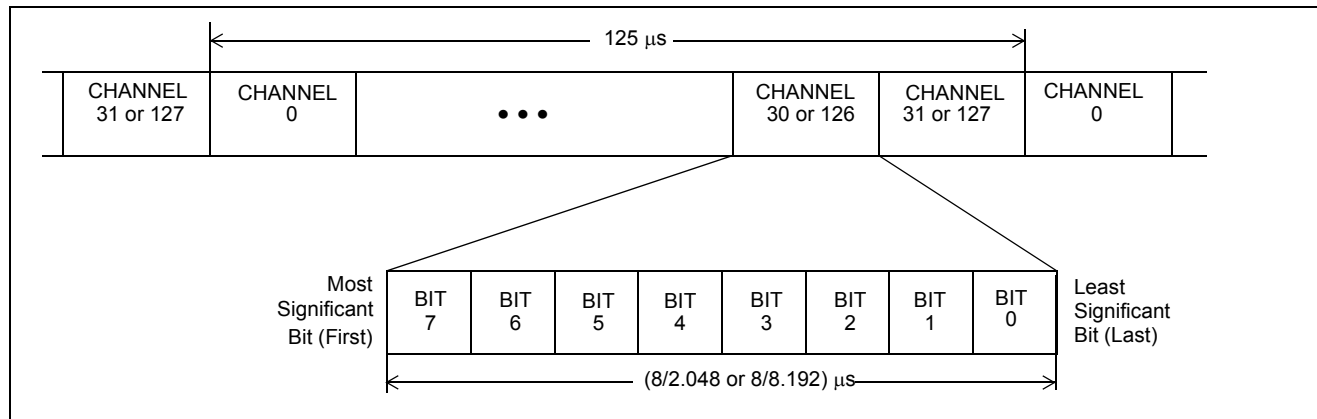 125 μs
CHANNEL
31 or 127
CHANNEL
0
• • •
CHANNEL
30 or 126
CHANNEL
31 or 127
CHANNEL
0
Most
Significant
Bit (First)
BIT
7
BIT
6
BIT
5
BIT
4
BIT
3
BIT
2
BIT
1
BIT
0
Least
Significant
Bit (Last)
(8/2.048 or 8/8.192) μs